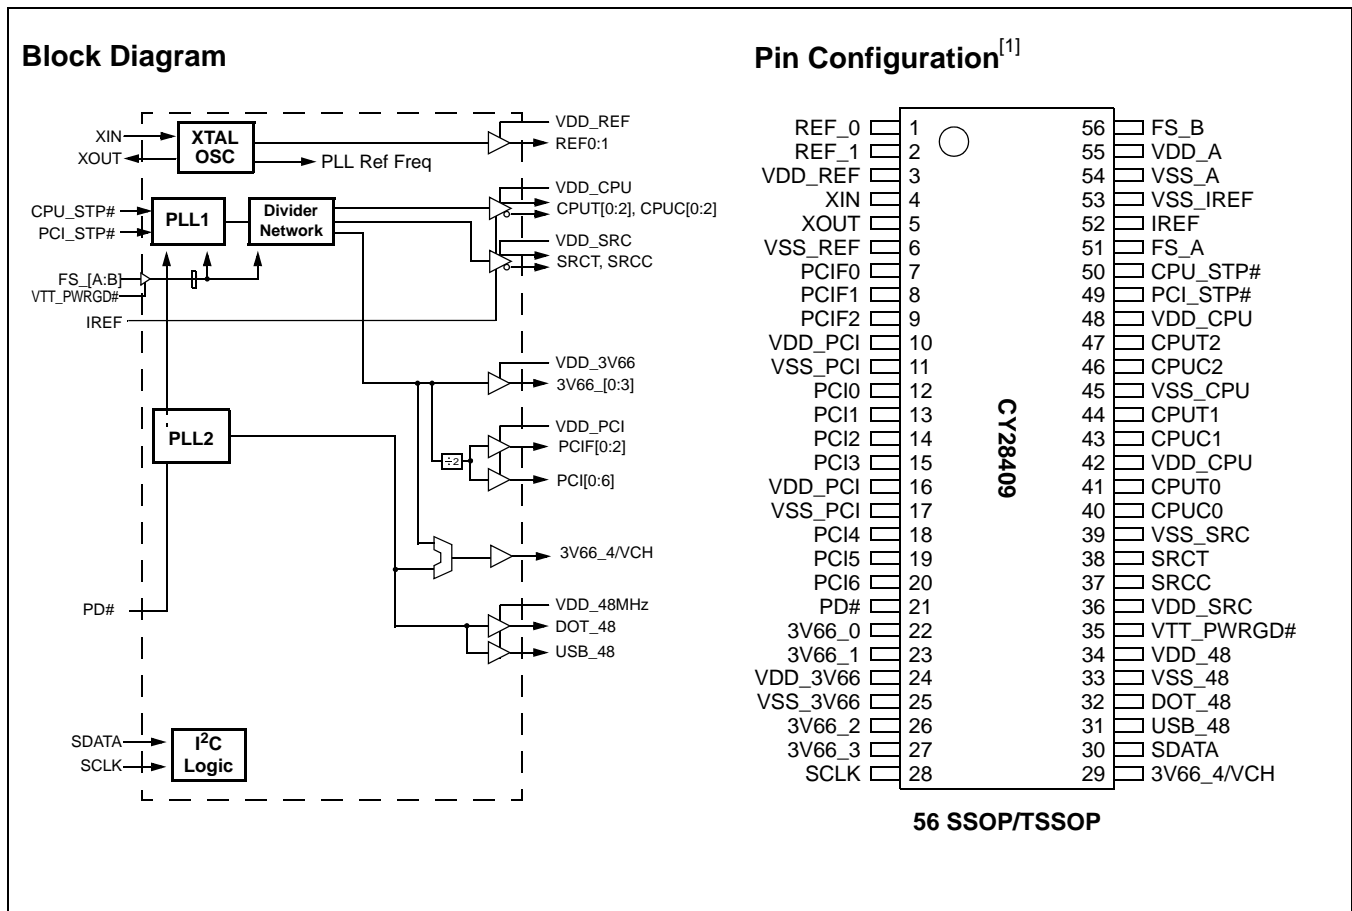 Block Diagram
XIN
XOUT
XTAL
OSC
PLL Ref Freq
VDD_REF
REF0:1
CPU_STP#
PCI_STP#
PLL1
Divider
Network
VDD_CPU
CPUT[0:2], CPUC[0:2]
VDD_SRC
SRCT, SRCC
FS_[A:B]
VTT_PWRGD#
IREF
VDD_3V66
3V66_[0:3]
PLL2
÷2
VDD_PCI
PCIF[0:2]
PCI[0:6]
3V66_4/VCH
PD#
VDD_48MHz
DOT_48
USB_48
SDATA
SCLK
I2C
Logic
Pin Configuration[1]
REF_0 1 56 FS_B
REF_1 2 55 VDD_A
VDD_REF 3 54 VSS_A
XIN 4 53 VSS_IREF
XOUT 5 52 IREF
VSS_REF 6 51 FS_A
PCIF0 7 50 CPU_STP#
PCIF1 8 49 PCI_STP#
PCIF2 9 48 VDD_CPU
VDD_PCI 10 47 CPUT2
VSS_PCI 11 46 CPUC2
PCI0 12 45 VSS_CPU
PCI1 13 44 CPUT1
PCI2 14 43 CPUC1
PCI3 15 42 VDD_CPU
VDD_PCI 16 41 CPUT0
VSS_PCI 17 40 CPUC0
PCI4 18 39 VSS_SRC
PCI5 19 38 SRCT
PCI6 20 37 SRCC
PD# 21 36 VDD_SRC
3V66_0 22 35 VTT_PWRGD#
3V66_1 23 34 VDD_48
VDD_3V66 24 33 VSS_48
VSS_3V66 25 32 DOT_48
3V66_2 26 31 USB_48
3V66_3 27 30 SDATA
SCLK 28 29 3V66_4/VCH
CY28409
56 SSOP/TSSOP